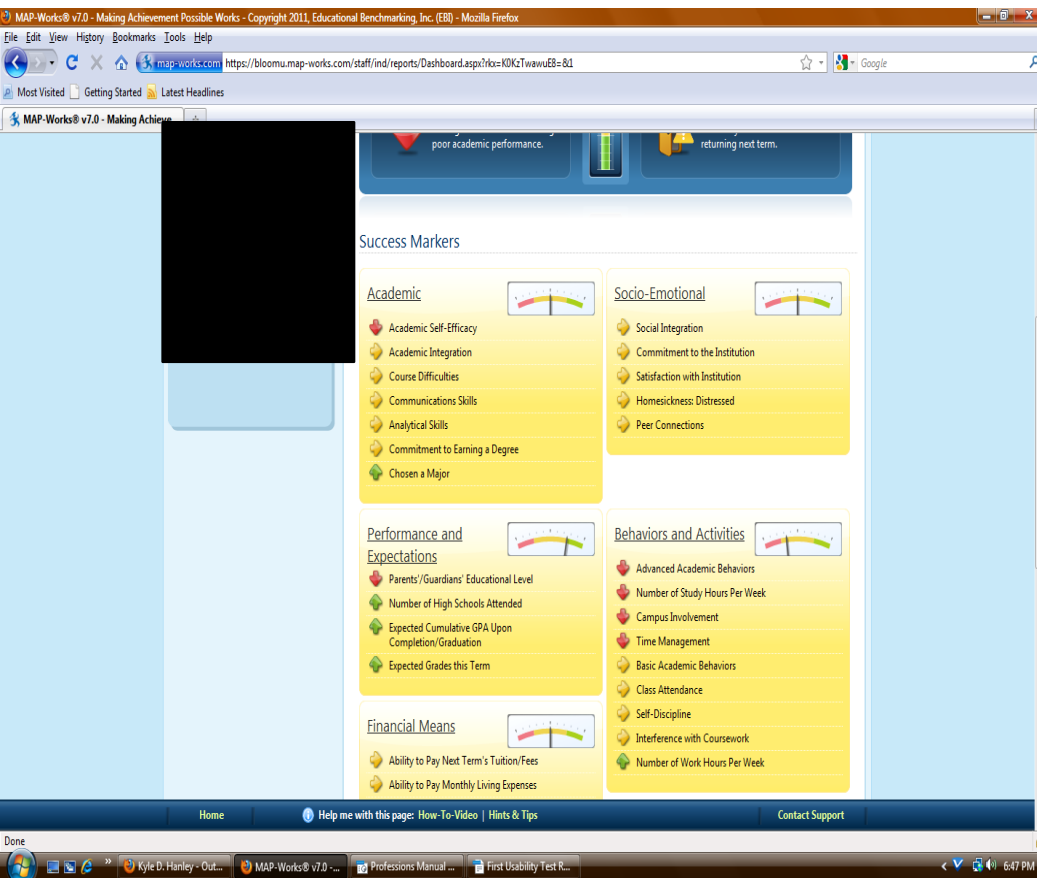 MAP-Works® v7.0 - Making Achievement Possible Works - Copyright 2011, Educational Benchmarking, Inc. (EBI) - Mozilla Firefox
File Edit View History Bookmarks Tools Help
map-works.com https://bloomu.map-works.com/staff/ind/reports/Dashboard.aspx?rkx=K0KzTwawuE8=&1
Google
Most Visited Getting Started Latest Headlines
MAP-Works® v7.0 - Making Achieve
poor academic performance.
returning next term.
Success Markers
Academic
Academic Self-Efficacy
Academic Integration
Course Difficulties
Communications Skills
Analytical Skills
Commitment to Earning a Degree
Chosen a Major
Socio-Emotional
Social Integration
Commitment to the Institution
Satisfaction with Institution
Homesickness: Distressed
Peer Connections
Performance and
Expectations
Parents'/Guardians' Educational Level
Number of High Schools Attended
Expected Cumulative GPA Upon
Completion/Graduation
Expected Grades this Term
Behaviors and Activities
Advanced Academic Behaviors
Number of Study Hours Per Week
Campus Involvement
Time Management
Basic Academic Behaviors
Class Attendance
Self-Discipline
Interference with Coursework
Number of Work Hours Per Week
Financial Means
Ability to Pay Next Term's Tuition/Fees
Ability to Pay Monthly Living Expenses
Home Help me with this page: How-To-Video | Hints & Tips Contact Support
Done
Kyle D. Hanley - Out... MAP-Works® v7.0 -... Professions Manual ... First Usability Test R... 6:47 PM